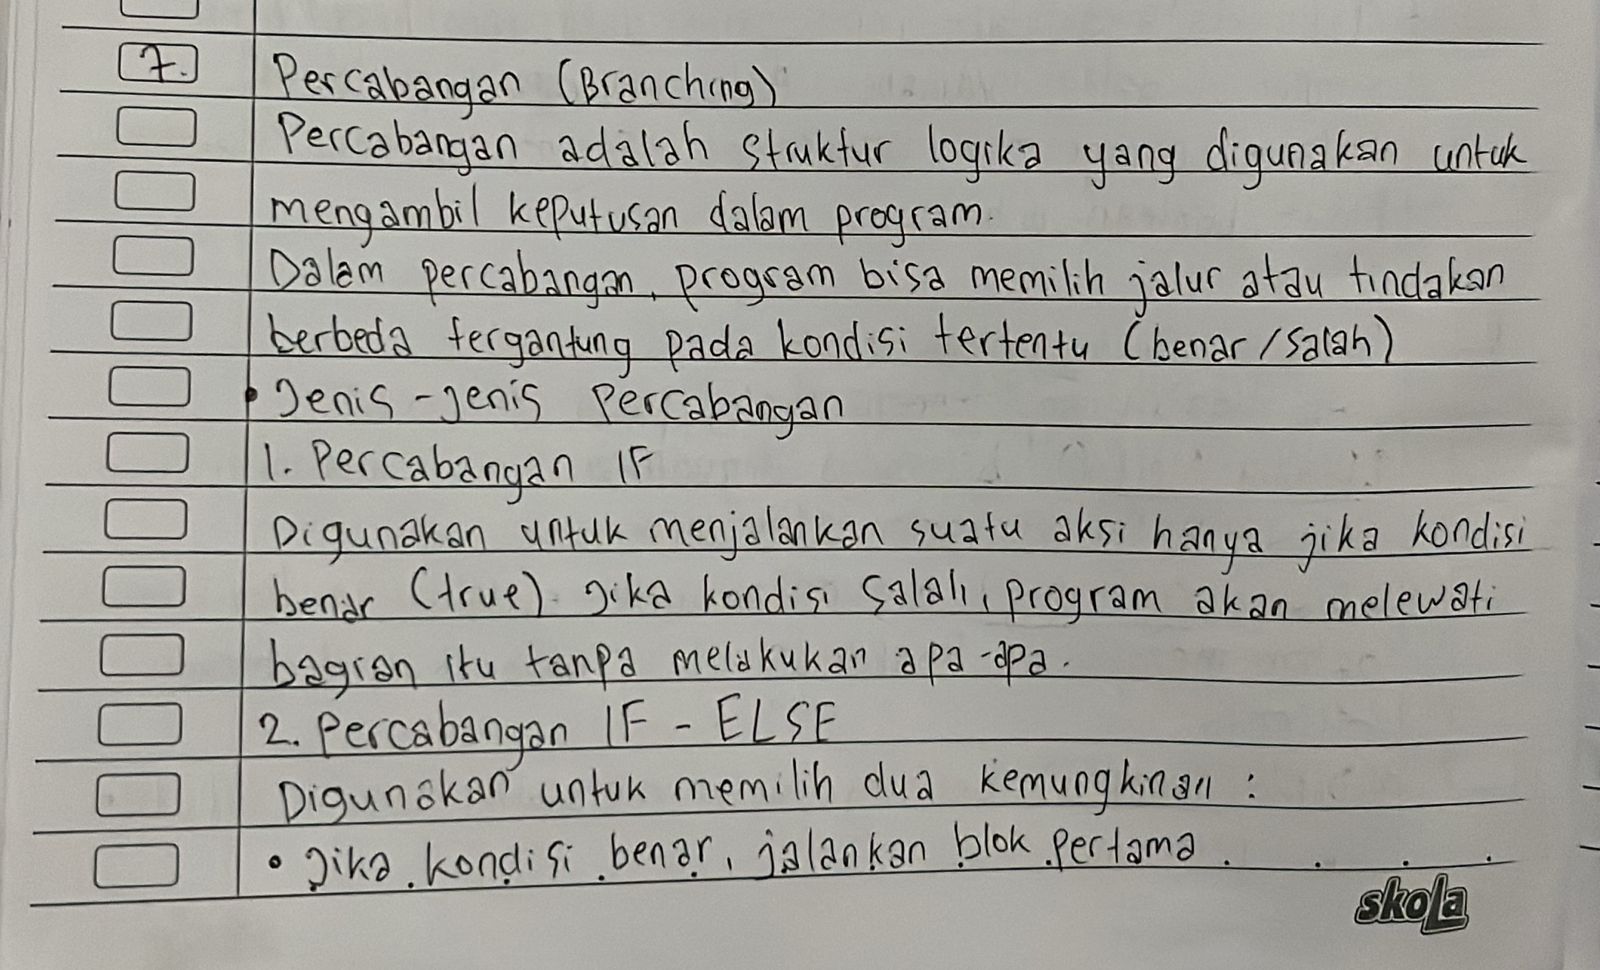 7.
Percabangan (Branching)
Percabangan adalah struktur logika yang digunakan untuk
mengambil keputusan dalam program.
Dalam percabangan, program bisa memilih jalur atau tindakan
berbeda tergantung pada kondisi tertentu (benar/salah)
• Jenis-jenis Percabangan
1. Percabangan IF
Digunakan untuk menjalankan suatu aksi hanya jika kondisi
benar (true). Jika kondisi salah, program akan melewati
bagian itu tanpa melakukan apa-apa.
2. Percabangan IF - ELSE
Digunakan untuk memilih dua kemungkinan :
• Jika kondisi benar, jalankan blok pertama.
skola